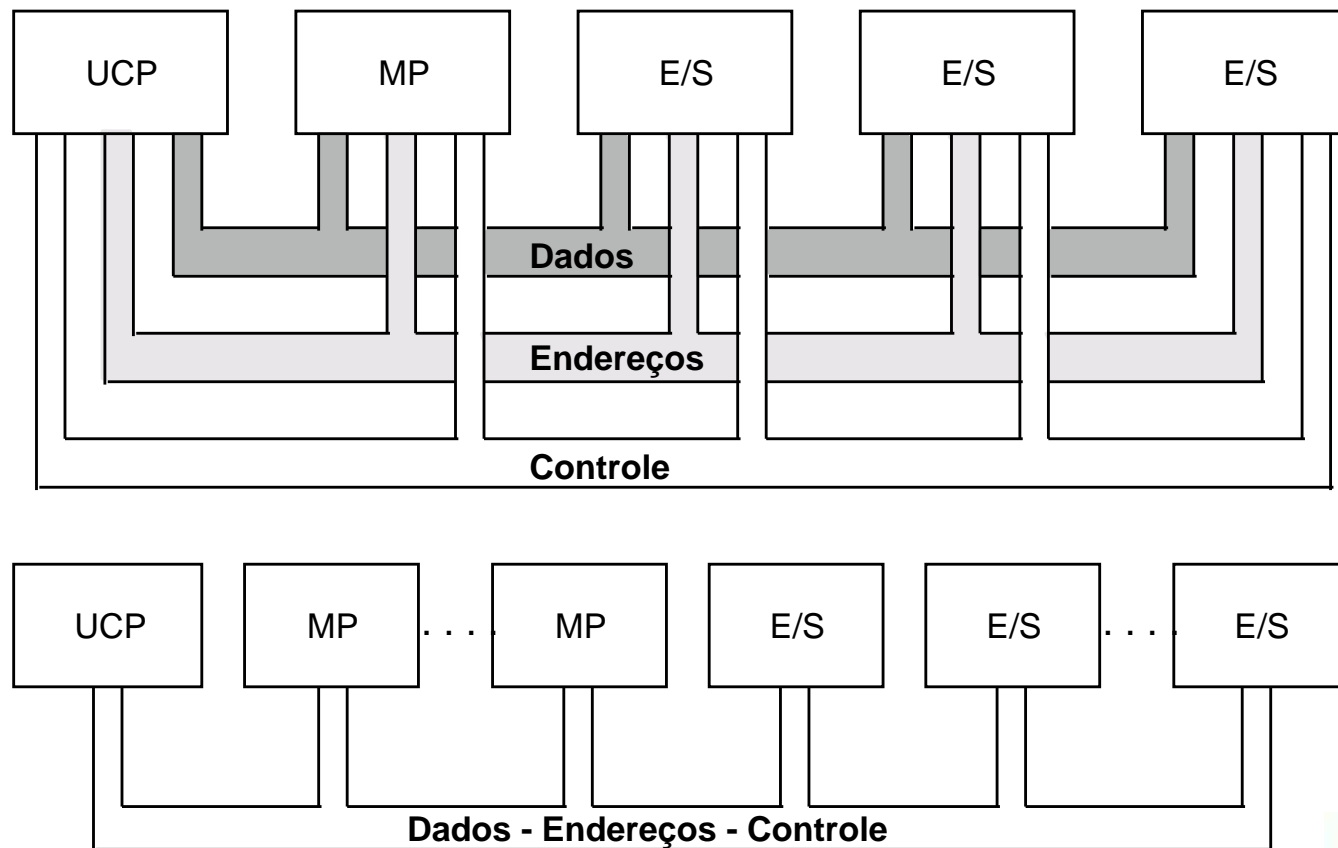 UCP MP E/S E/S E/S
Dados
Endereços
Controle
UCP MP . . . . MP E/S E/S . . . . E/S
Dados - Endereços - Controle